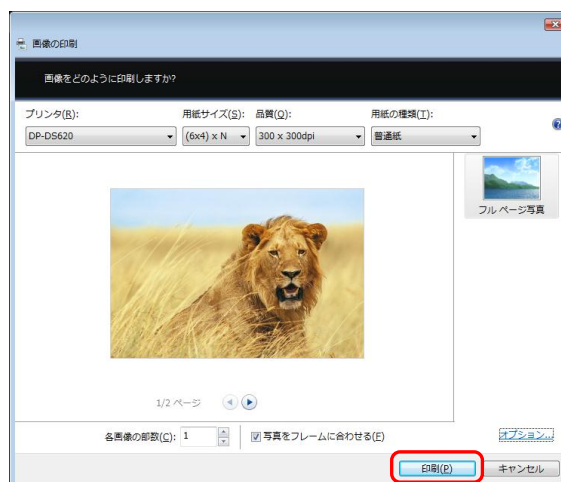 画像の印刷
画像をどのように印刷しますか?
プリンタ(R): 用紙サイズ(S): 品質(Q): 用紙の種類(T):
DP-DS620 (6x4) x N 300 x 300dpi 普通紙
フル ページ写真
1/2 ページ
各画像の部数(C): 1 写真をフレームに合わせる(F) オプション...
印刷(P) キャンセル